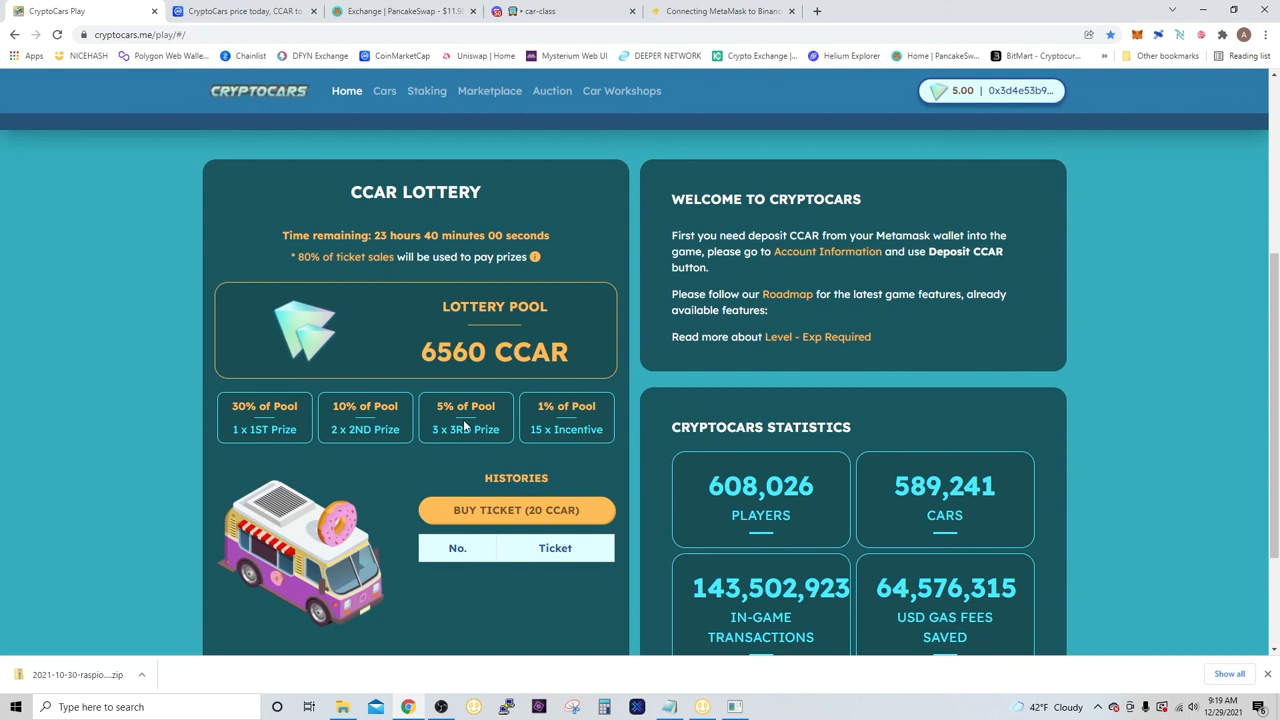 CryptoCars Play
CryptoCars price today, CCAR to
Exchange | PancakeSwap - $11.9
50
• car-class
Connecting MetaMask to Binanc
cryptocars.me/play/#/
A
Apps
NICEHASH
Polygon Web Walle...
Chainlist
DFYN Exchange
CoinMarketCap
Uniswap | Home
Mysterium Web UI
DEEPER NETWORK
Crypto Exchange |...
Helium Explorer
Home | PancakeSw...
BitMart - Cryptocur...
»
Other bookmarks
Reading list
CRYPTOCARS
Home
Cars
Staking
Marketplace
Auction
Car Workshops
5.00 | 0x3d4e53b9...
CCAR LOTTERY
Time remaining: 23 hours 40 minutes 00 seconds
* 80% of ticket sales will be used to pay prizes
LOTTERY POOL
6560 CCAR
30% of Pool
1 x 1ST Prize
10% of Pool
2 x 2ND Prize
5% of Pool
3 x 3RD Prize
1% of Pool
15 x Incentive
HISTORIES
BUY TICKET (20 CCAR)
No.
Ticket
WELCOME TO CRYPTOCARS
First you need deposit CCAR from your Metamask wallet into the
game, please go to Account Information and use Deposit CCAR
button.
Please follow our Roadmap for the latest game features, already
available features:
Read more about Level - Exp Required
CRYPTOCARS STATISTICS
608,026
PLAYERS
589,241
CARS
143,502,923
IN-GAME
TRANSACTIONS
64,576,315
USD GAS FEES
SAVED
2021-10-30-raspio....zip
Show all
Type here to search
42°F Cloudy
9:19 AM
12/29/2021
6